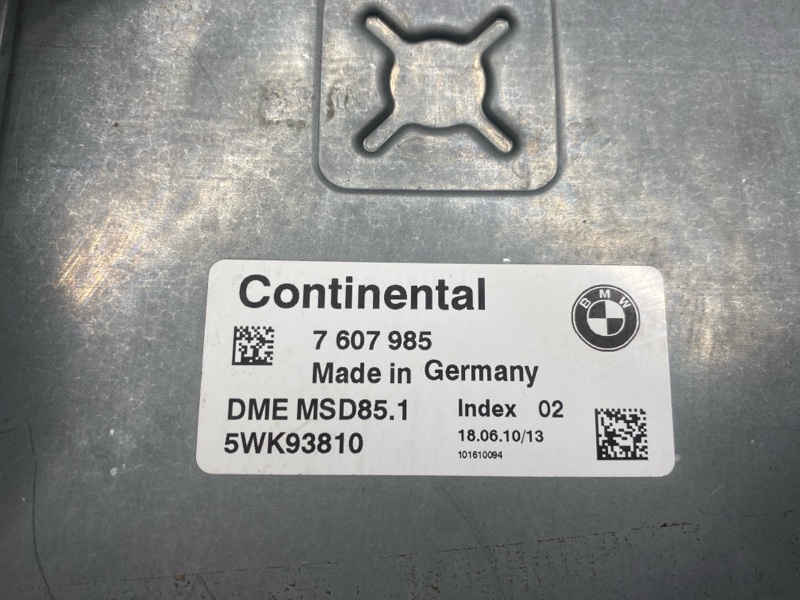 Continental
BMW
7 607 985
Made in Germany
DME MSD85.1 Index 02
5WK93810 18.06.10/13
101610094